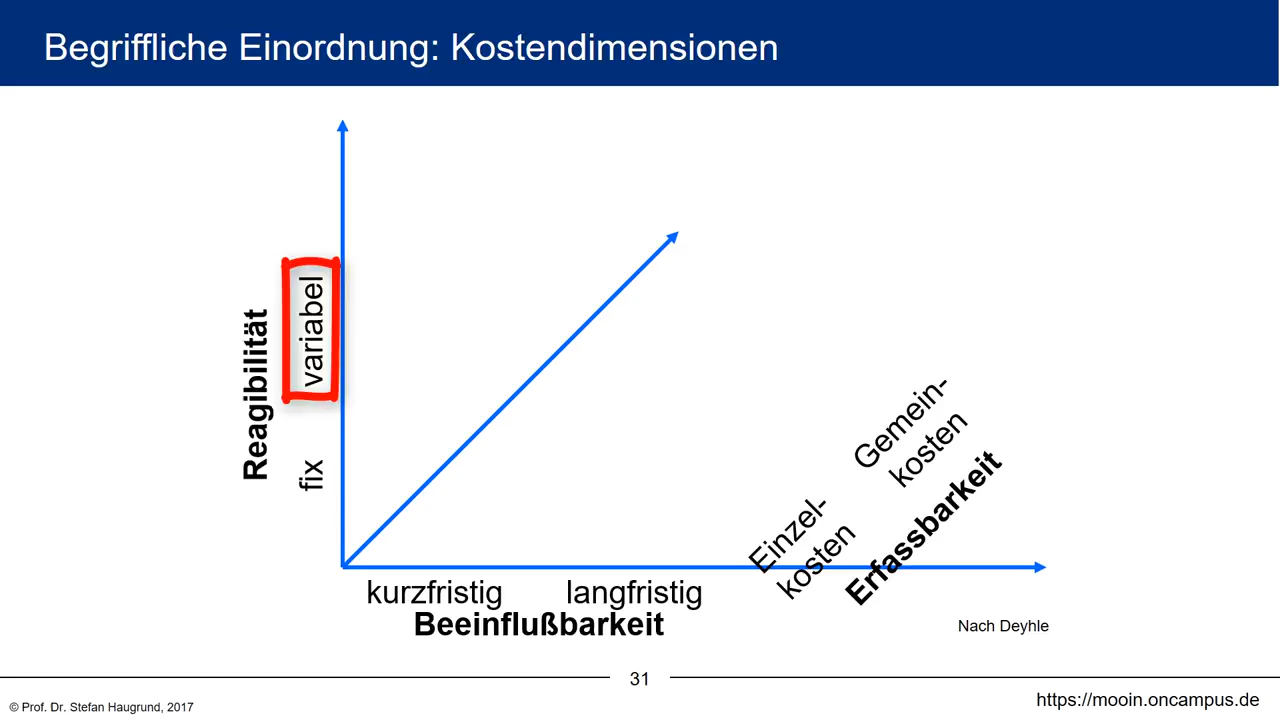 Begriffliche Einordnung: Kostendimensionen
Reagibilität
variabel
fix
Gemein-
kosten
Einzel-
kosten
Erfassbarkeit
kurzfristig langfristig
Beeinflußbarkeit
Nach Deyhle
31
© Prof. Dr. Stefan Haugrund, 2017
https://mooin.oncampus.de